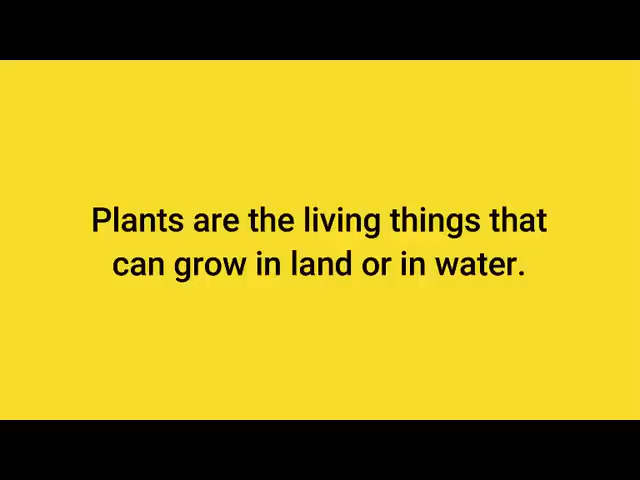 Plants are the living things that
can grow in land or in water.